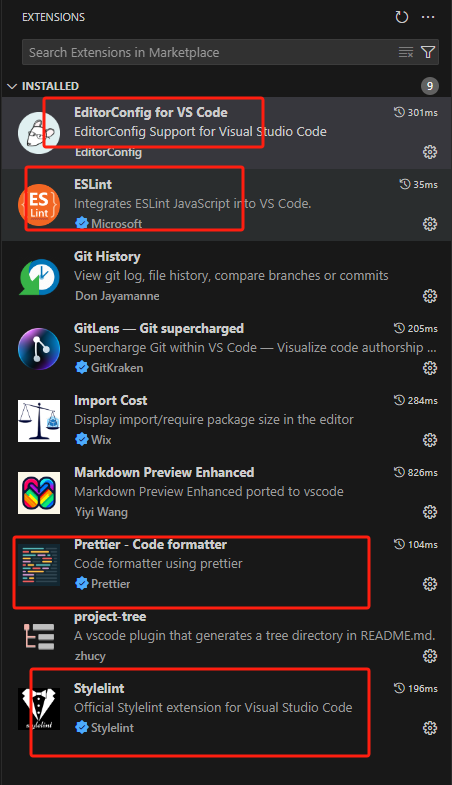 EXTENSIONS
Search Extensions in Marketplace
INSTALLED 9
EditorConfig for VS Code 301ms
EditorConfig Support for Visual Studio Code
EditorConfig
ES Lint
ESLint 35ms
Integrates ESLint JavaScript into VS Code.
Microsoft
Git History
View git log, file history, compare branches or commits
Don Jayamanne
GitLens — Git supercharged 205ms
Supercharge Git within VS Code — Visualize code authorship ...
GitKraken
Import Cost 284ms
Display import/require package size in the editor
Wix
Markdown Preview Enhanced 826ms
Markdown Preview Enhanced ported to vscode
Yiyi Wang
Prettier - Code formatter 104ms
Code formatter using prettier
Prettier
project-tree
A vscode plugin that generates a tree directory in README.md.
zhucy
stylelint
Stylelint 196ms
Official Stylelint extension for Visual Studio Code
Stylelint